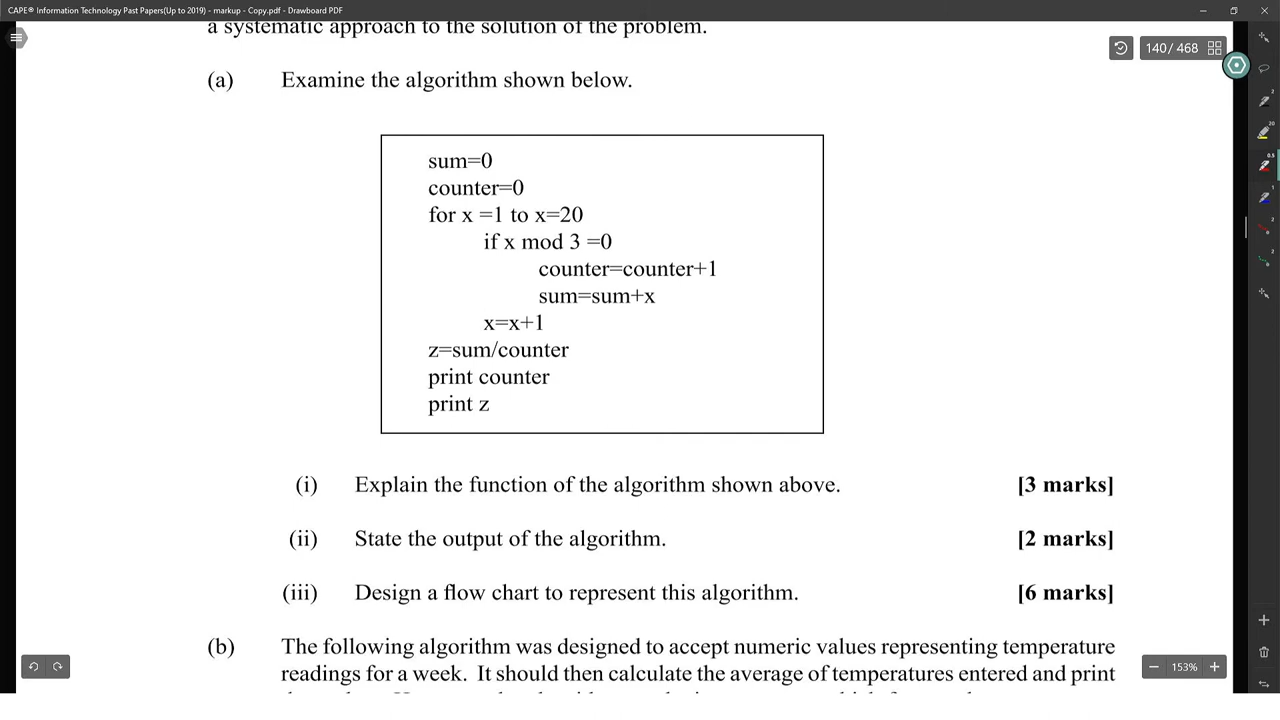 CAPE® Information Technology Past Papers(Up to 2019) - markup - Copy.pdf - Drawboard PDF
a systematic approach to the solution of the problem.
140/ 468
(a) Examine the algorithm shown below.
sum=0
counter=0
for x =1 to x=20
if x mod 3 =0
counter=counter+1
sum=sum+x
x=x+1
z=sum/counter
print counter
print z
(i) Explain the function of the algorithm shown above. [3 marks]
(ii) State the output of the algorithm. [2 marks]
(iii) Design a flow chart to represent this algorithm. [6 marks]
(b) The following algorithm was designed to accept numeric values representing temperature
readings for a week. It should then calculate the average of temperatures entered and print
153%